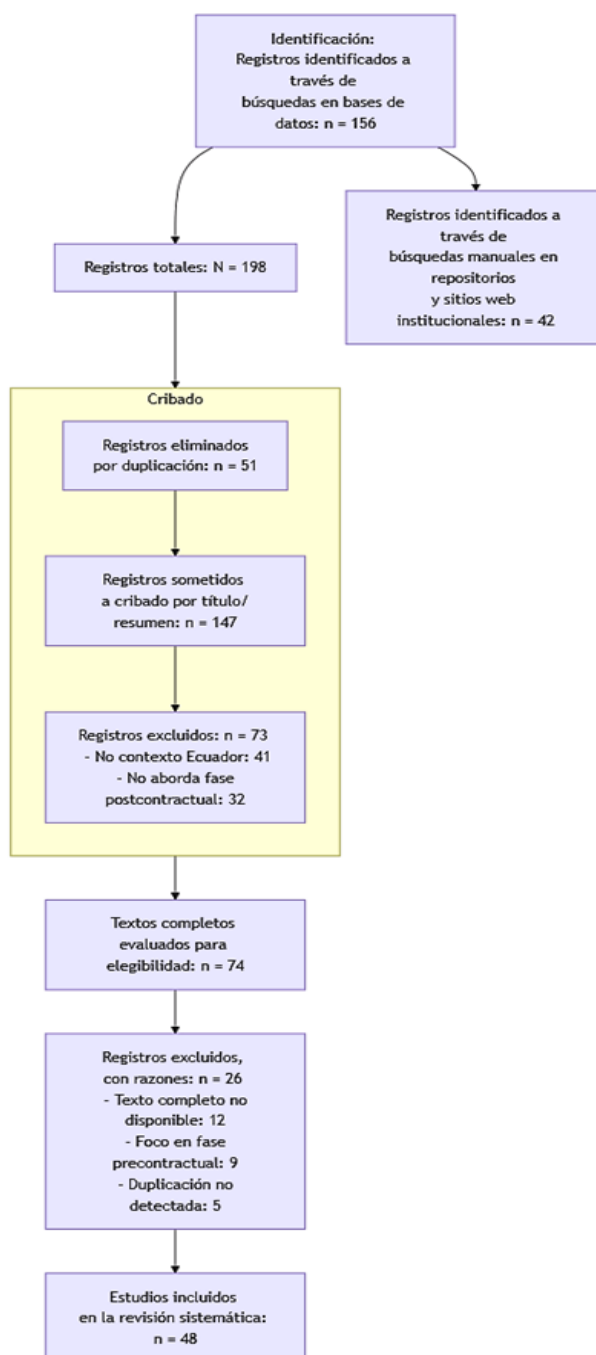 Identificación:
Registros identificados a
través de
búsquedas en bases de
datos: n = 156
Registros identificados a
través de
búsquedas manuales en
repositorios
y sitios web
institucionales: n = 42
Registros totales: N = 198
Cribado
Registros eliminados
por duplicación: n = 51
Registros sometidos
a cribado por título/
resumen: n = 147
Registros excluidos: n = 73
- No contexto Ecuador: 41
- No aborda fase
postcontractual: 32
Textos completos
evaluados para
elegibilidad: n = 74
Registros excluidos,
con razones: n = 26
- Texto completo no
disponible: 12
- Foco en fase
precontractual: 9
- Duplicación no
detectada: 5
Estudios incluidos
en la revisión sistemática:
n = 48